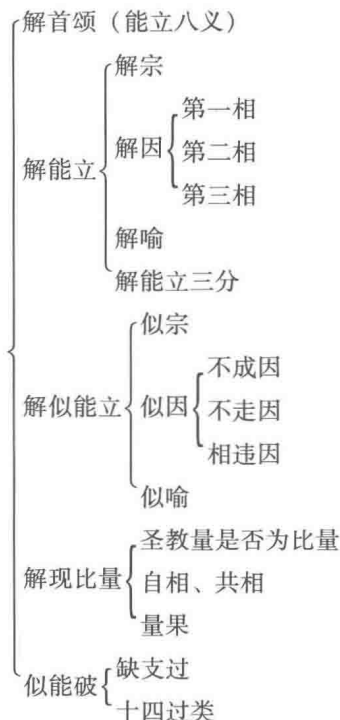 解首颂（能立八义）
解能立
解宗
解因
第一相
第二相
第三相
解喻
解能立三分
解似能立
似宗
似因
不成因
不走因
相违因
似喻
解现比量
圣教量是否为比量
自相、共相
量果
似能破
缺支过
十四过类